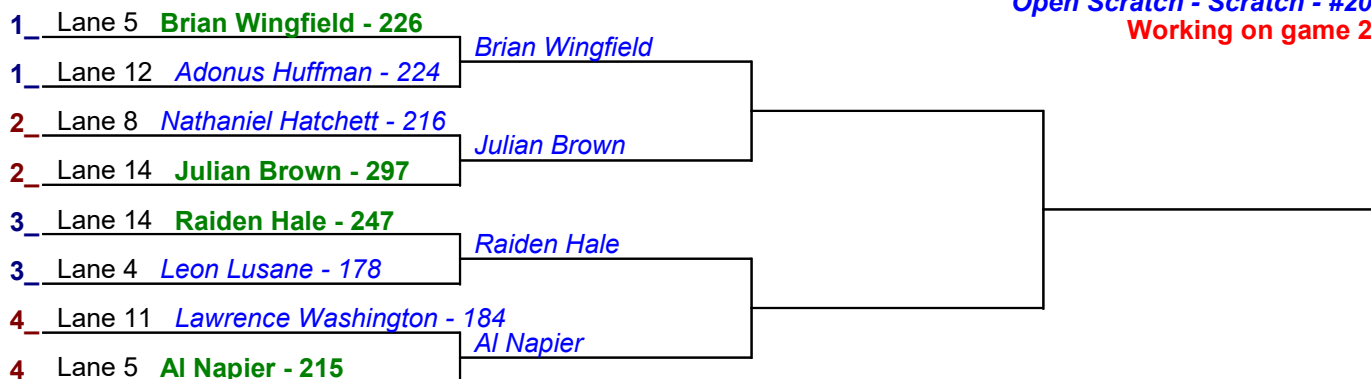 Open Scratch - Scratch - #20
Working on game 2
1_ Lane 5 Brian Wingfield - 226
Brian Wingfield
1_ Lane 12 Adonus Huffman - 224
2_ Lane 8 Nathaniel Hatchett - 216
Julian Brown
2_ Lane 14 Julian Brown - 297
3_ Lane 14 Raiden Hale - 247
Raiden Hale
3_ Lane 4 Leon Lusane - 178
4_ Lane 11 Lawrence Washington - 184
Al Napier
4 Lane 5 Al Napier - 215